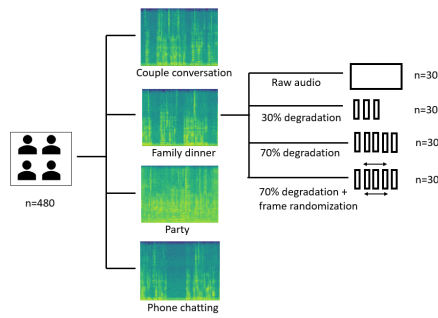 Couple conversation
Raw audio
n=30
30% degradation
n=30
Family dinner
70% degradation
n=30
70% degradation +
frame randomization
n=30
n=480
Party
Phone chatting